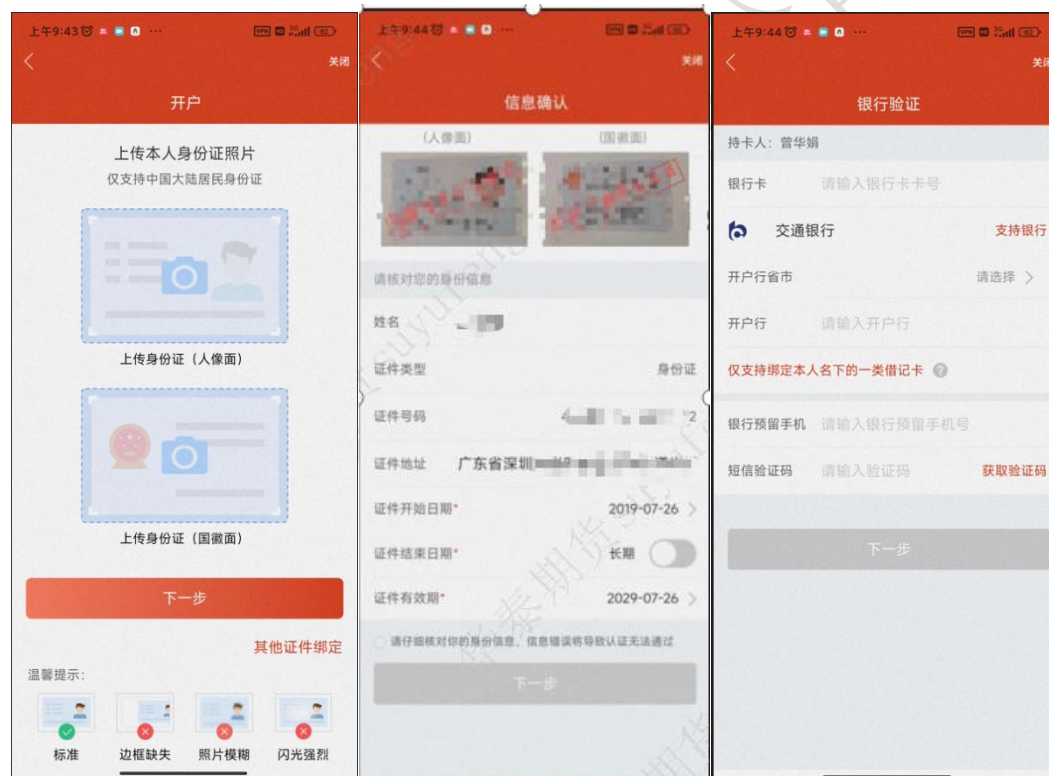 上午9:43
关闭
开户
上传本人身份证照片
仅支持中国大陆居民身份证
上传身份证（人像面）
上传身份证（国徽面）
下一步
其他证件绑定
温馨提示：
标准 边框缺失 照片模糊 闪光强烈
上午9:44
关闭
信息确认
（人像面） （国徽面）
请核对您的身份信息
姓名
证件类型 身份证
证件号码 4 2
证件地址 广东省深圳
证件开始日期* 2019-07-26
证件结束日期* 长期
证件有效期* 2029-07-26
请仔细核对你的身份信息，信息错误将导致认证无法通过
下一步
华泰期货
上午9:44
关闭
银行验证
持卡人：曾华娟
银行卡 请输入银行卡卡号
交通银行 支持银行
开户行省市 请选择
开户行 请输入开户行
仅支持绑定本人名下的一类借记卡 ?
银行预留手机 请输入银行预留手机号
短信验证码 请输入验证码 获取验证码
下一步